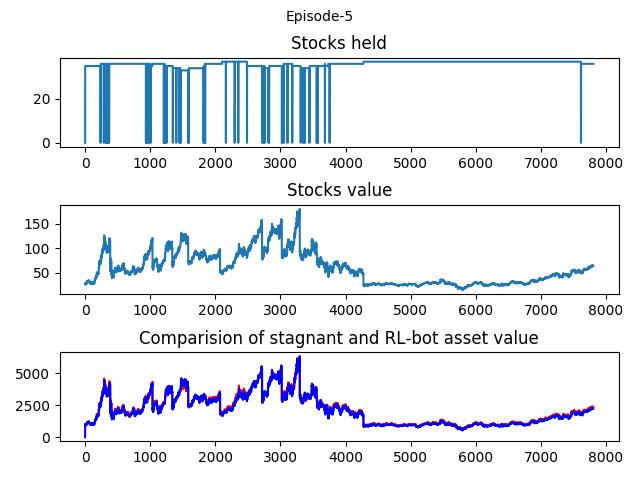 Episode-5
Stocks held
20
0
0 1000 2000 3000 4000 5000 6000 7000 8000
Stocks value
150
100
50
0 1000 2000 3000 4000 5000 6000 7000 8000
Comparision of stagnant and RL-bot asset value
5000
2500
0
0 1000 2000 3000 4000 5000 6000 7000 8000